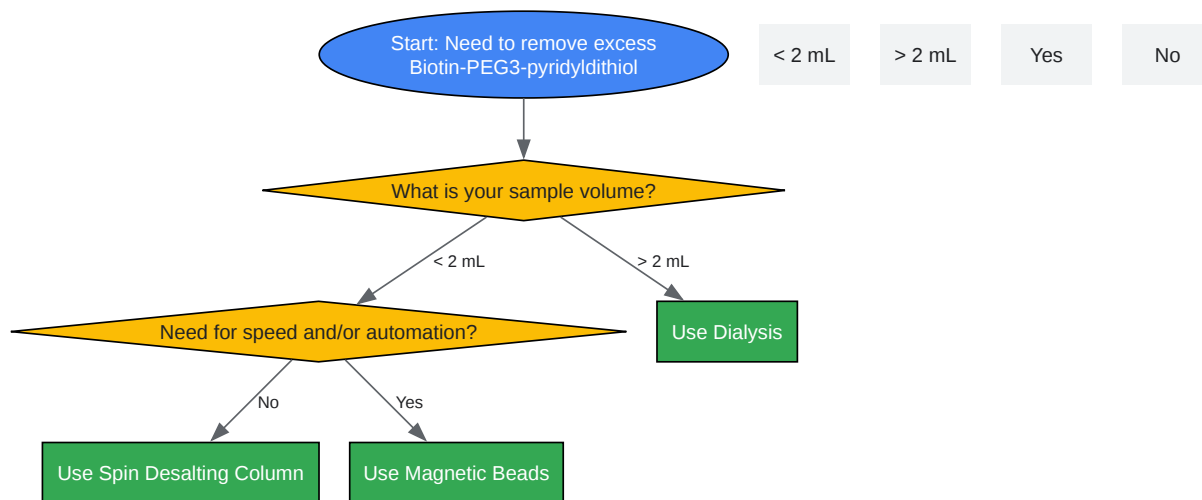 Start: Need to remove excess
Biotin-PEG3-pyridyldithiol
< 2 mL
> 2 mL
Yes
No
What is your sample volume?
< 2 mL
> 2 mL
Need for speed and/or automation?
Use Dialysis
No
Yes
Use Spin Desalting Column
Use Magnetic Beads